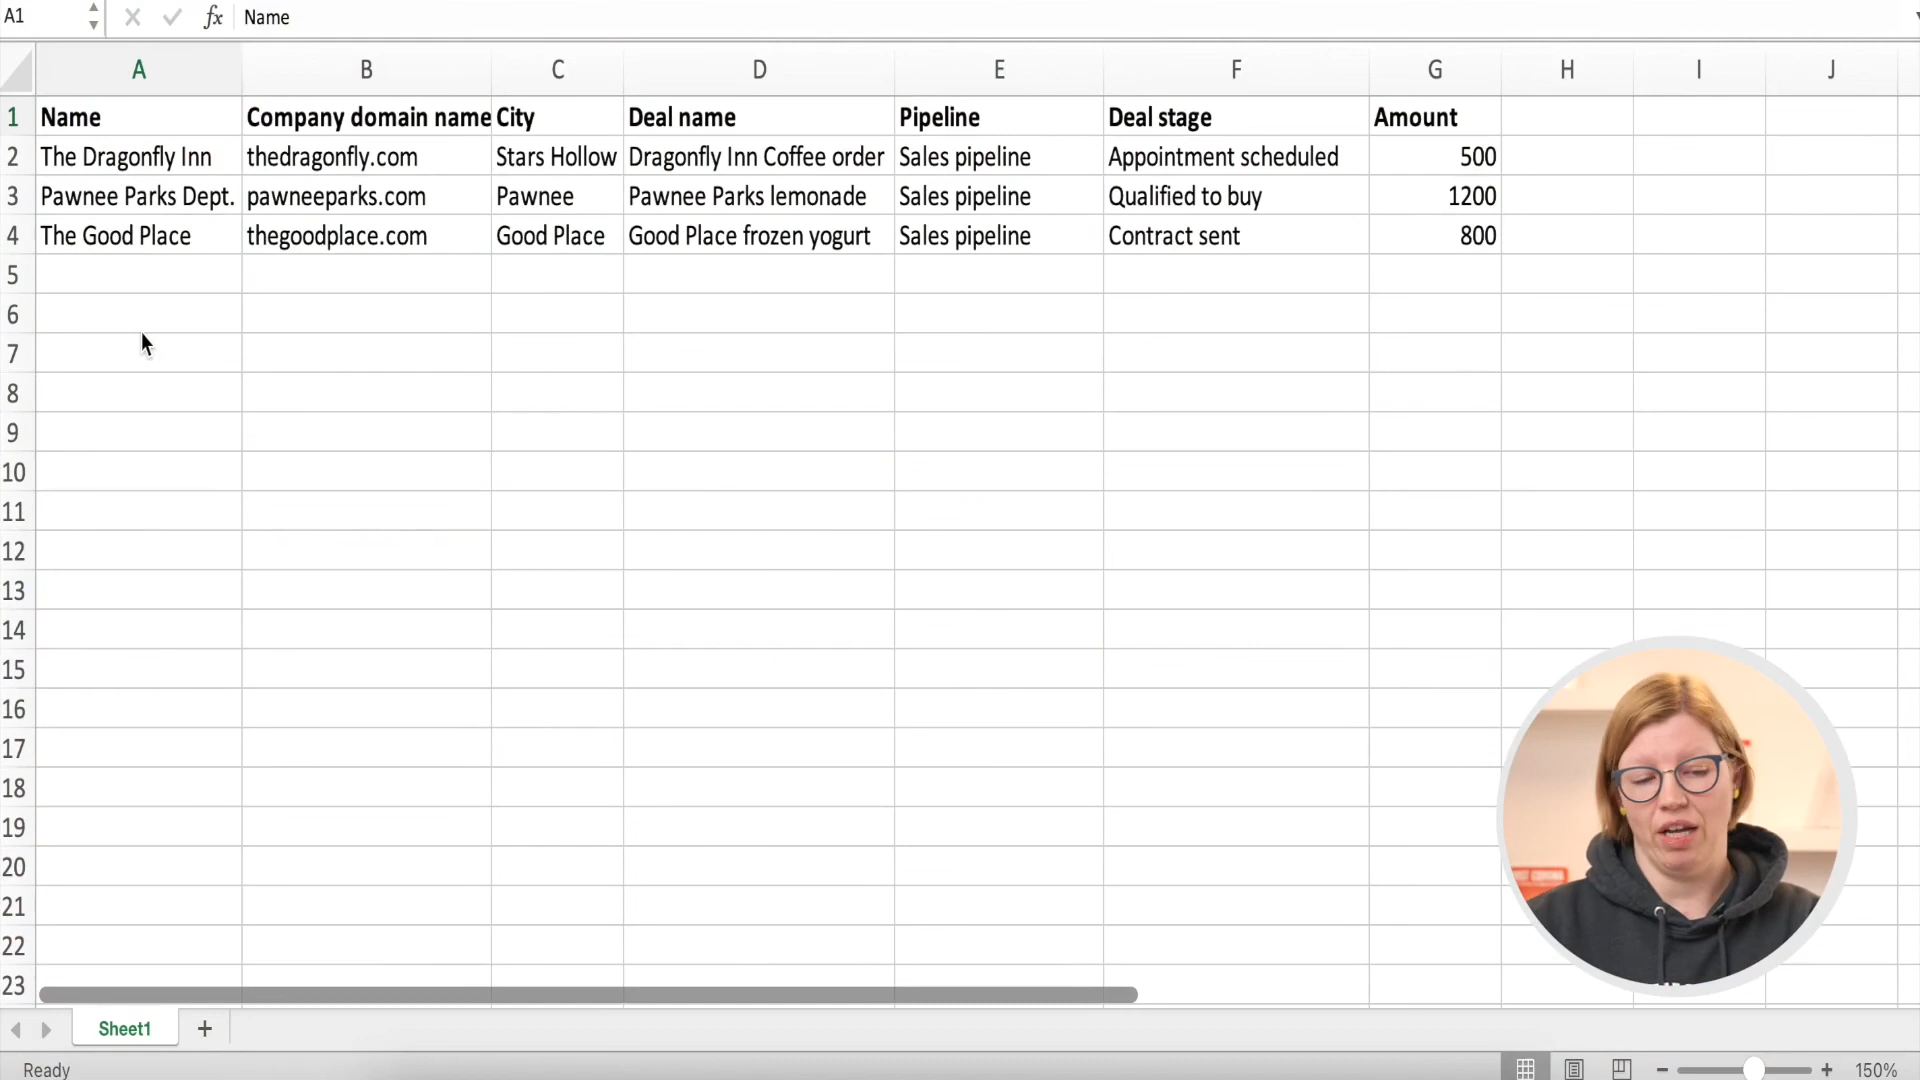 A1 fx Name
A B C D E F G H I J
1 Name Company domain name City Deal name Pipeline Deal stage Amount
2 The Dragonfly Inn thedragonfly.com Stars Hollow Dragonfly Inn Coffee order Sales pipeline Appointment scheduled 500
3 Pawnee Parks Dept. pawneeparks.com Pawnee Pawnee Parks lemonade Sales pipeline Qualified to buy 1200
4 The Good Place thegoodplace.com Good Place Good Place frozen yogurt Sales pipeline Contract sent 800
5
6
7
8
9
10
11
12
13
14
15
16
17
18
19
20
21
22
23
Sheet1 +
Ready − + 150%